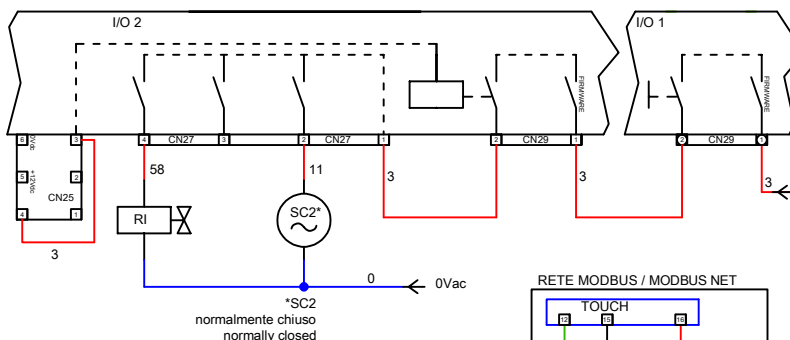 I/O 2
I/O 1
FIRMWARE
FIRMWARE
6
0Vdc
3
5
+12Vdc
2
CN25
4
1
4
CN27
3
2
CN27
1
2
CN29
1
2
CN29
1
58
11
3
3
3
3
RI
SC2*
0
0Vac
*SC2
normalmente chiuso
normally closed
RETE MODBUS / MODBUS NET
TOUCH
12
15
16